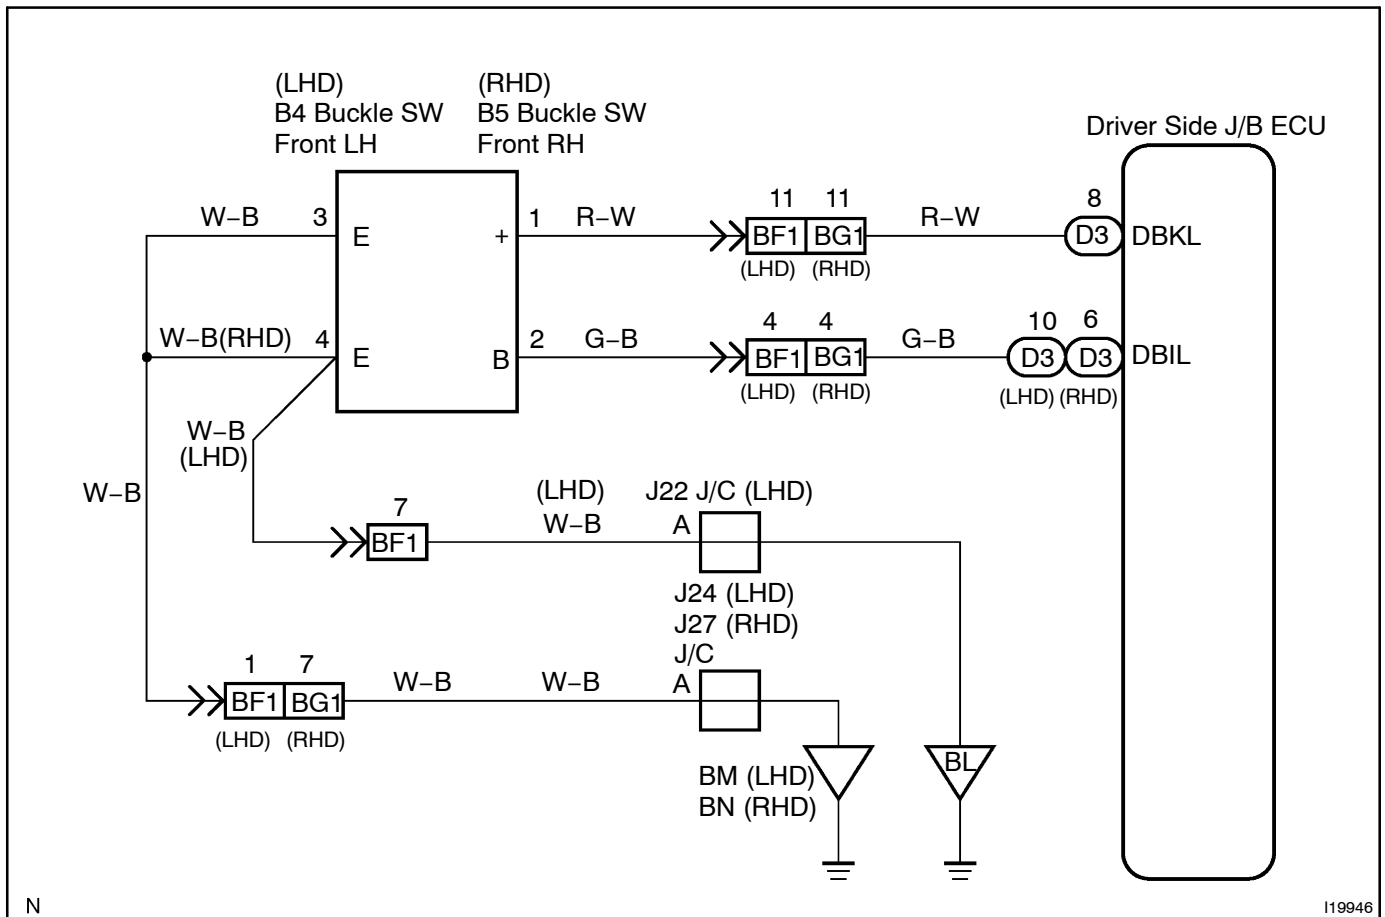 (LHD)
B4 Buckle SW
Front LH
(RHD)
B5 Buckle SW
Front RH
Driver Side J/B ECU
W−B
3
E
+
1
R−W
11
11
BF1
BG1
(LHD)
(RHD)
R−W
8
D3
DBKL
W−B(RHD)
4
E
B
2
G−B
4
4
BF1
BG1
(LHD)
(RHD)
G−B
10
6
D3
D3
(LHD)
(RHD)
DBIL
W−B
(LHD)
W−B
7
BF1
(LHD)
W−B
J22 J/C (LHD)
A
J24 (LHD)
J27 (RHD)
J/C
A
1
7
BF1
BG1
(LHD)
(RHD)
W−B
W−B
BM (LHD)
BN (RHD)
BL
N
I19946